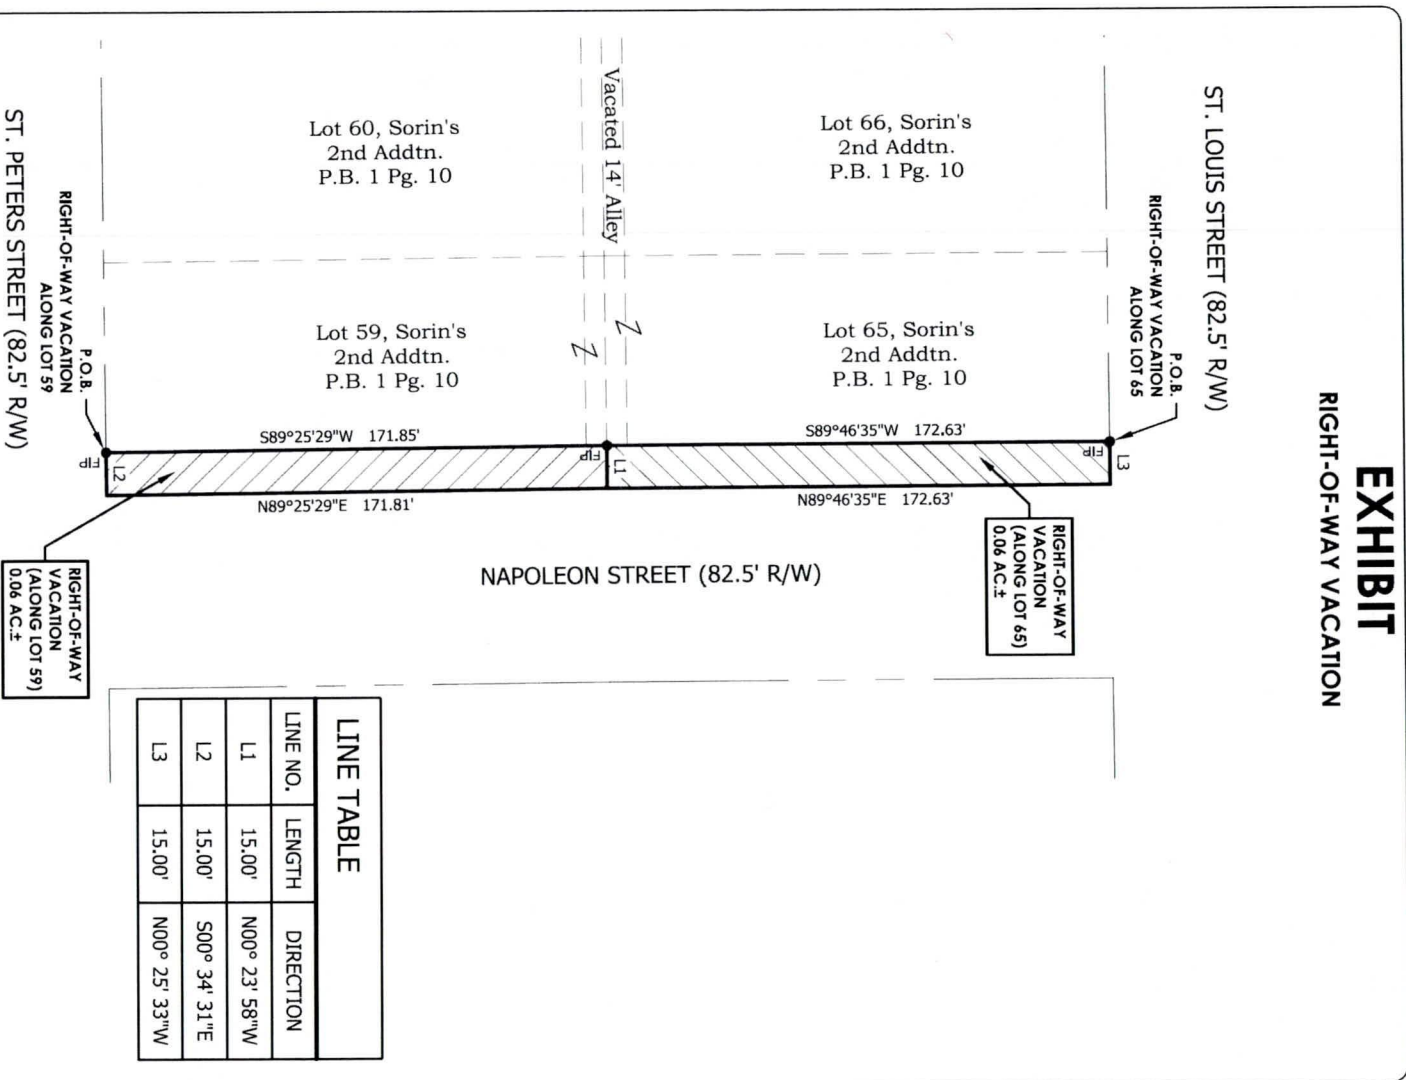 EXHIBIT
RIGHT-OF-WAY VACATION
ST. LOUIS STREET (82.5' R/W)
P.O.B.
RIGHT-OF-WAY VACATION
ALONG LOT 65
Vacated 14' Alley
Lot 60, Sorin's
2nd Addtn.
P.B. 1 Pg. 10
Lot 66, Sorin's
2nd Addtn.
P.B. 1 Pg. 10
Lot 59, Sorin's
2nd Addtn.
P.B. 1 Pg. 10
Lot 65, Sorin's
2nd Addtn.
P.B. 1 Pg. 10
ST. PETERS STREET (82.5' R/W)
P.O.B.
RIGHT-OF-WAY VACATION
ALONG LOT 59
S89°25'29"W 171.85'
S89°46'35"W 172.63'
FIP
L2
FIP
L1
FIP
L3
N89°25'29"E 171.81'
N89°46'35"E 172.63'
RIGHT-OF-WAY
VACATION
(ALONG LOT 65)
0.06 AC.±
NAPOLEON STREET (82.5' R/W)
RIGHT-OF-WAY
VACATION
(ALONG LOT 59)
0.06 AC.±
LINE TABLE
LINE NO. LENGTH DIRECTION
L1 15.00' N00° 23' 58"W
L2 15.00' S00° 34' 31"E
L3 15.00' N00° 25' 33"W